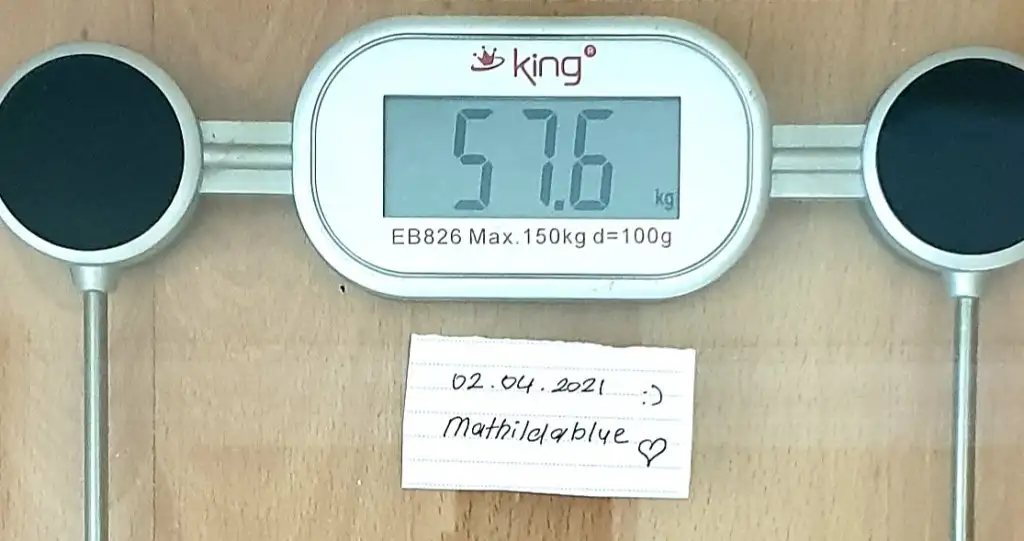 king®
57.6
kg
EB826 Max.150kg d=100g
02.04.2021 :)
Mathildablue ♡